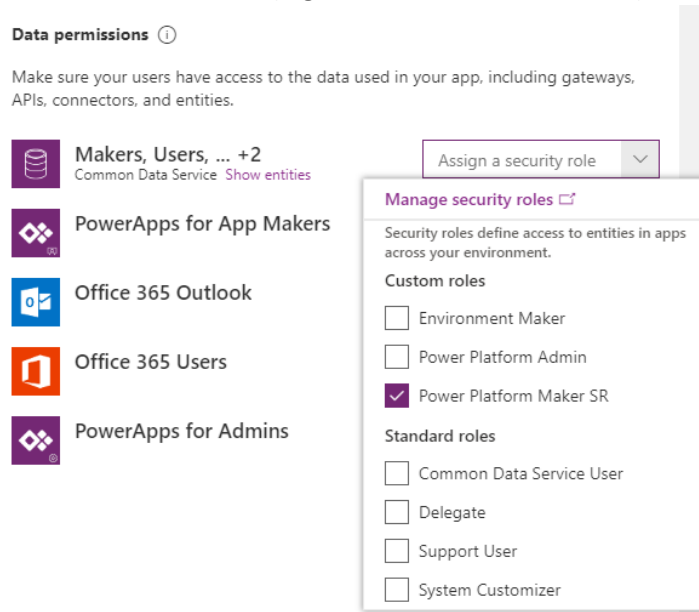 Data permissions
Make sure your users have access to the data used in your app, including gateways,
APIs, connectors, and entities.
Makers, Users, ... +2
Common Data Service Show entities
Assign a security role
Manage security roles
Security roles define access to entities in apps
across your environment.
Custom roles
Environment Maker
Power Platform Admin
Power Platform Maker SR
Standard roles
Common Data Service User
Delegate
Support User
System Customizer
PowerApps for App Makers
Office 365 Outlook
Office 365 Users
PowerApps for Admins